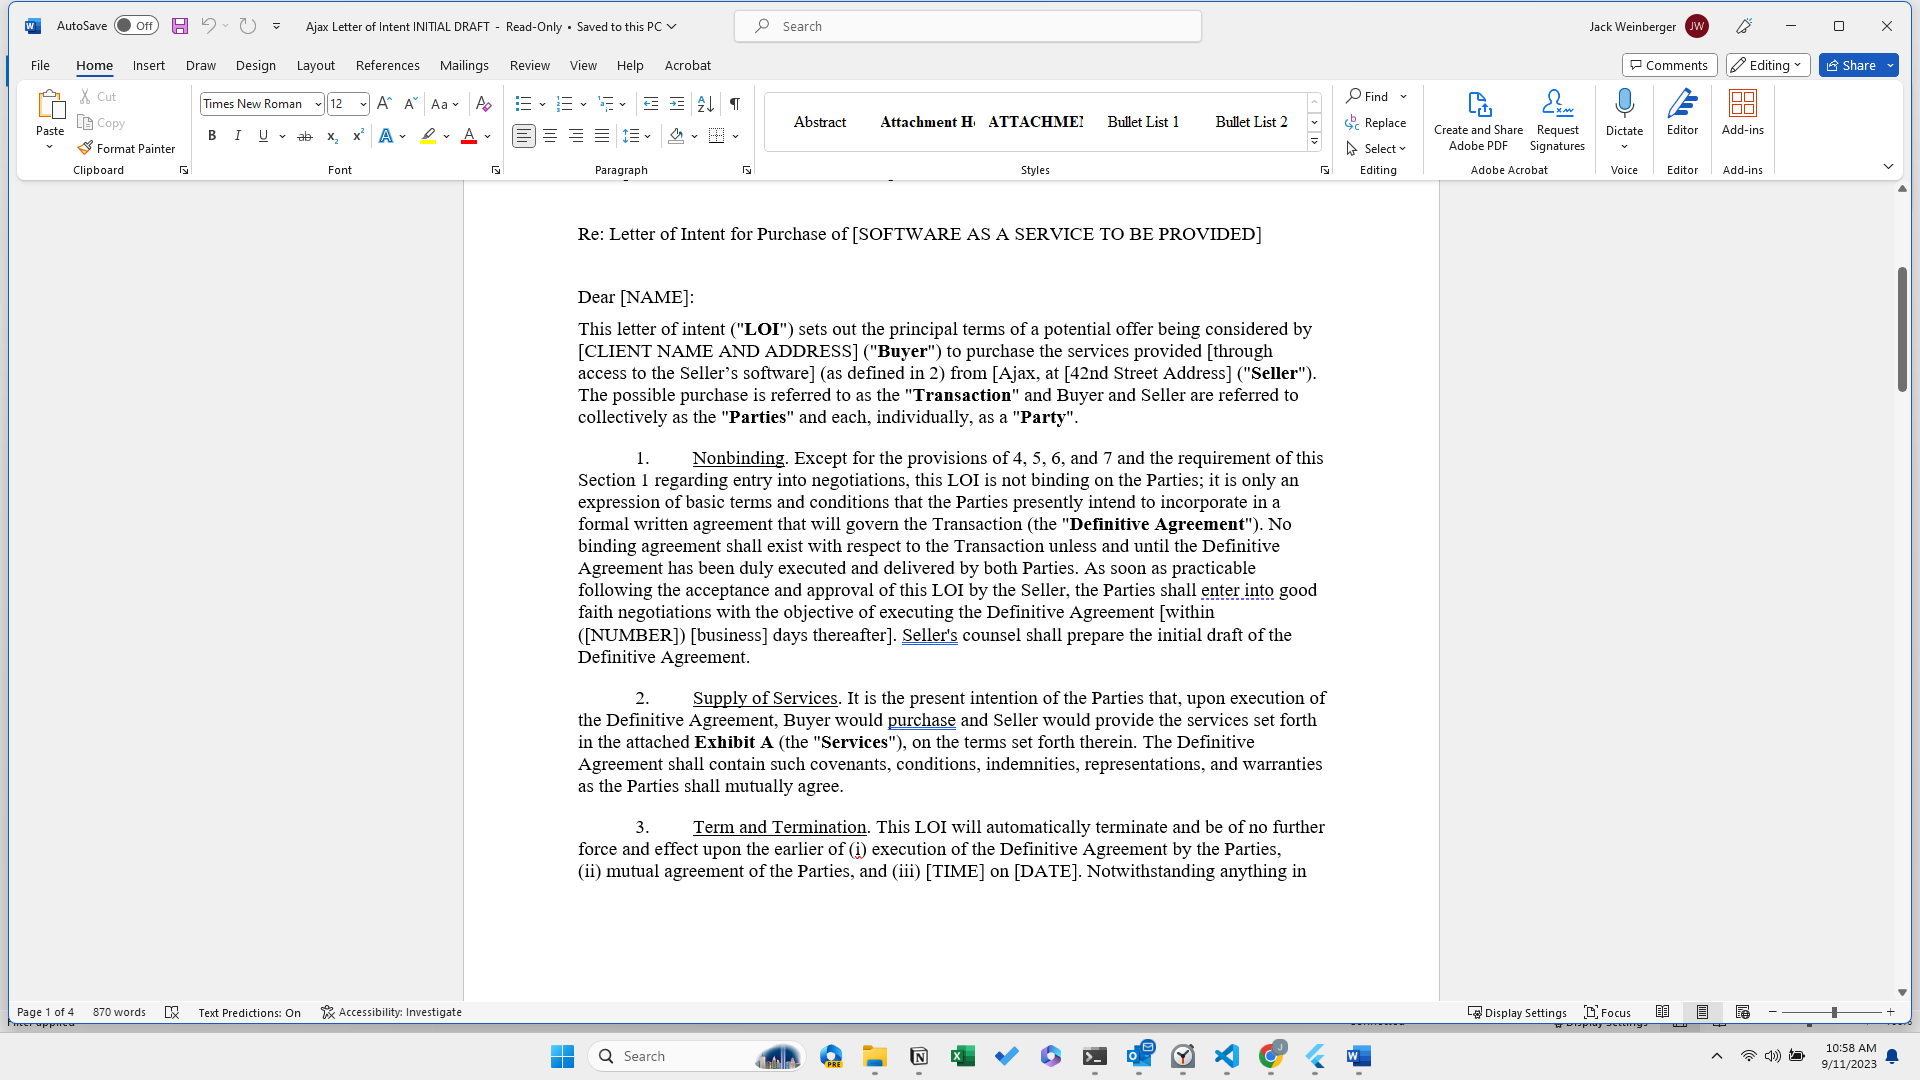 AutoSave Off Ajax Letter of Intent INITIAL DRAFT - Read-Only • Saved to this PC Search Jack Weinberger JW
File Home Insert Draw Design Layout References Mailings Review View Help Acrobat Comments Editing Share
Paste Cut Copy Format Painter Clipboard
Times New Roman 12 Font
Paragraph
Abstract Attachment He ATTACHMEN Bullet List 1 Bullet List 2 Styles
Find Replace Select Editing
Create and Share Adobe PDF Request Signatures Adobe Acrobat
Dictate Voice
Editor Editor
Add-ins Add-ins
Re: Letter of Intent for Purchase of [SOFTWARE AS A SERVICE TO BE PROVIDED]
Dear [NAME]:
This letter of intent ("LOI") sets out the principal terms of a potential offer being considered by
[CLIENT NAME AND ADDRESS] ("Buyer") to purchase the services provided [through
access to the Seller’s software] (as defined in 2) from [Ajax, at [42nd Street Address] ("Seller").
The possible purchase is referred to as the "Transaction" and Buyer and Seller are referred to
collectively as the "Parties" and each, individually, as a "Party".
1. Nonbinding. Except for the provisions of 4, 5, 6, and 7 and the requirement of this
Section 1 regarding entry into negotiations, this LOI is not binding on the Parties; it is only an
expression of basic terms and conditions that the Parties presently intend to incorporate in a
formal written agreement that will govern the Transaction (the "Definitive Agreement"). No
binding agreement shall exist with respect to the Transaction unless and until the Definitive
Agreement has been duly executed and delivered by both Parties. As soon as practicable
following the acceptance and approval of this LOI by the Seller, the Parties shall enter into good
faith negotiations with the objective of executing the Definitive Agreement [within
([NUMBER]) [business] days thereafter]. Seller's counsel shall prepare the initial draft of the
Definitive Agreement.
2. Supply of Services. It is the present intention of the Parties that, upon execution of
the Definitive Agreement, Buyer would purchase and Seller would provide the services set forth
in the attached Exhibit A (the "Services"), on the terms set forth therein. The Definitive
Agreement shall contain such covenants, conditions, indemnities, representations, and warranties
as the Parties shall mutually agree.
3. Term and Termination. This LOI will automatically terminate and be of no further
force and effect upon the earlier of (i) execution of the Definitive Agreement by the Parties,
(ii) mutual agreement of the Parties, and (iii) [TIME] on [DATE]. Notwithstanding anything in
Page 1 of 4 870 words Text Predictions: On Accessibility: Investigate Display Settings Focus
Search
10:58 AM
9/11/2023